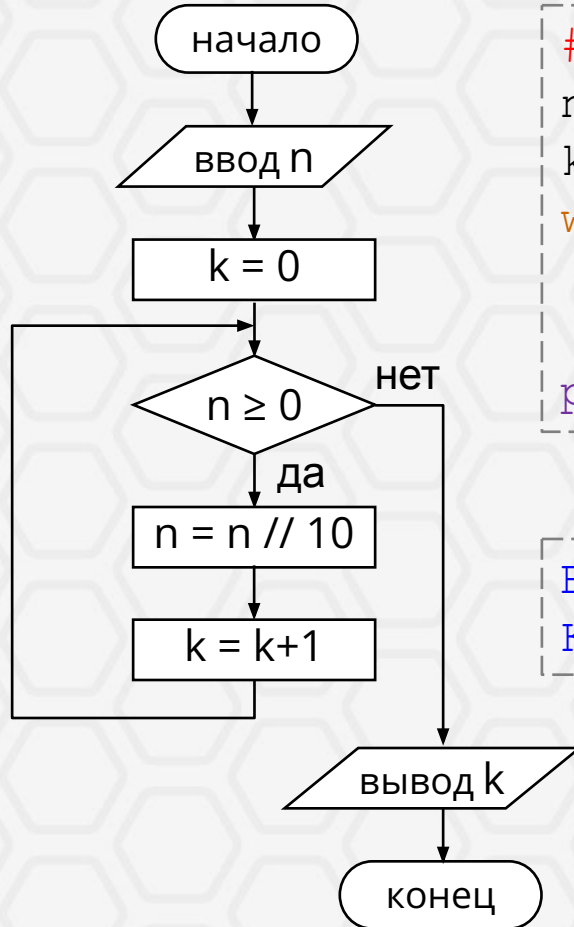 начало
ввод n
k = 0
n ≥ 0
нет
да
n = n // 10
k = k+1
вывод k
конец
#